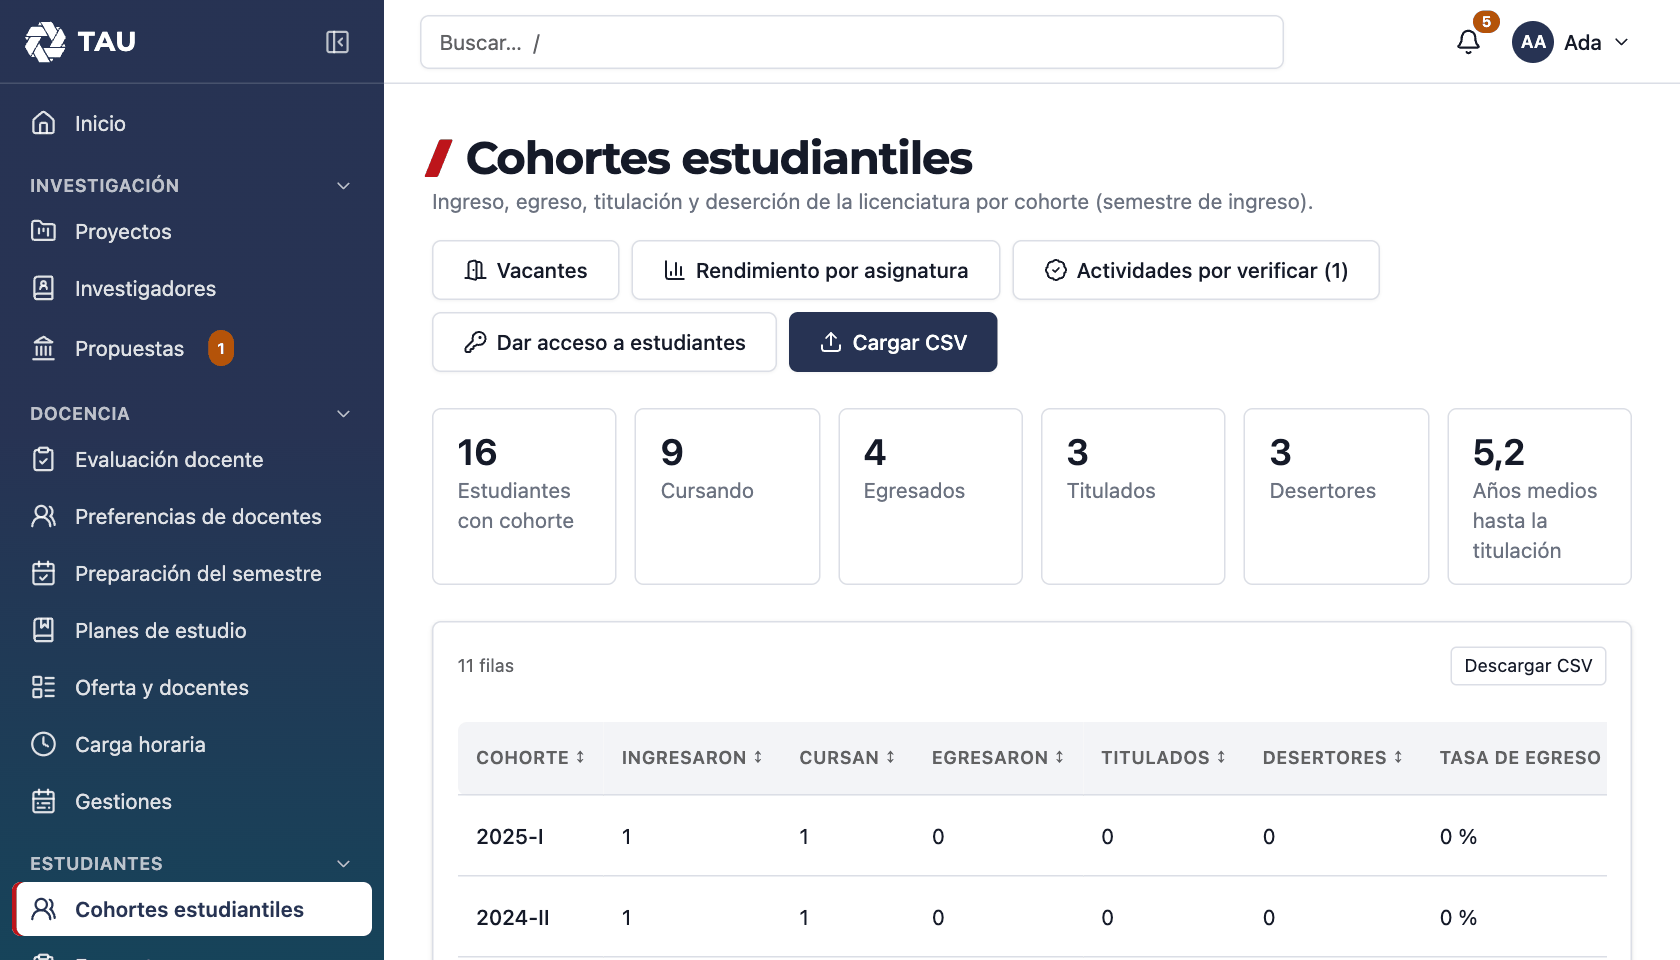 TAU
Buscar... /
5
AA
Ada
Inicio
INVESTIGACIÓN
Proyectos
Investigadores
Propuestas
1
DOCENCIA
Evaluación docente
Preferencias de docentes
Preparación del semestre
Planes de estudio
Oferta y docentes
Carga horaria
Gestiones
ESTUDIANTES
Cohortes estudiantiles
Cohortes estudiantiles
Ingreso, egreso, titulación y deserción de la licenciatura por cohorte (semestre de ingreso).
Vacantes
Rendimiento por asignatura
Actividades por verificar (1)
Dar acceso a estudiantes
Cargar CSV
16
Estudiantes
con cohorte
9
Cursando
4
Egresados
3
Titulados
3
Desertores
5,2
Años medios
hasta la
titulación
11 filas
Descargar CSV
COHORTE INGRESARON CURSAN EGRESARON TITULADOS DESERTORES TASA DE EGRESO
2025-I 1 1 0 0 0 0 %
2024-II 1 1 0 0 0 0 %